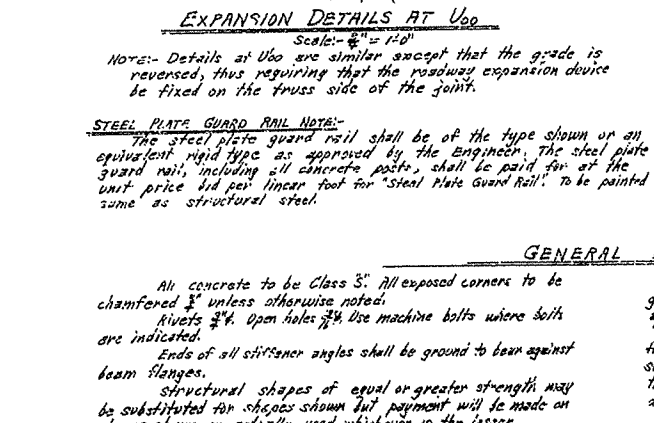 EXPANSION DETAILS AT U00
Scale:- 3/4" = 1'-0"
NOTE:- Details at U'00 are similar except that the grade is
reversed, thus requiring that the roadway expansion device
be fixed on the truss side of the joint.
STEEL PLATE GUARD RAIL NOTE:-
The steel plate guard rail shall be of the type shown or an
equivalent rigid type as approved by the Engineer. The steel plate
guard rail, including all concrete posts, shall be paid for at the
unit price bid per linear foot for "Steel Plate Guard Rail". To be painted
same as structural steel.
GENERAL
All concrete to be Class "S". All exposed corners to be
chamfered unless otherwise noted.
Rivets Open holes Use machine bolts where bolts
are indicated.
Ends of all stiffener angles shall be ground to bear against
beam flanges.
Structural shapes of equal or greater strength may
be substituted for shapes shown but payment will be made on